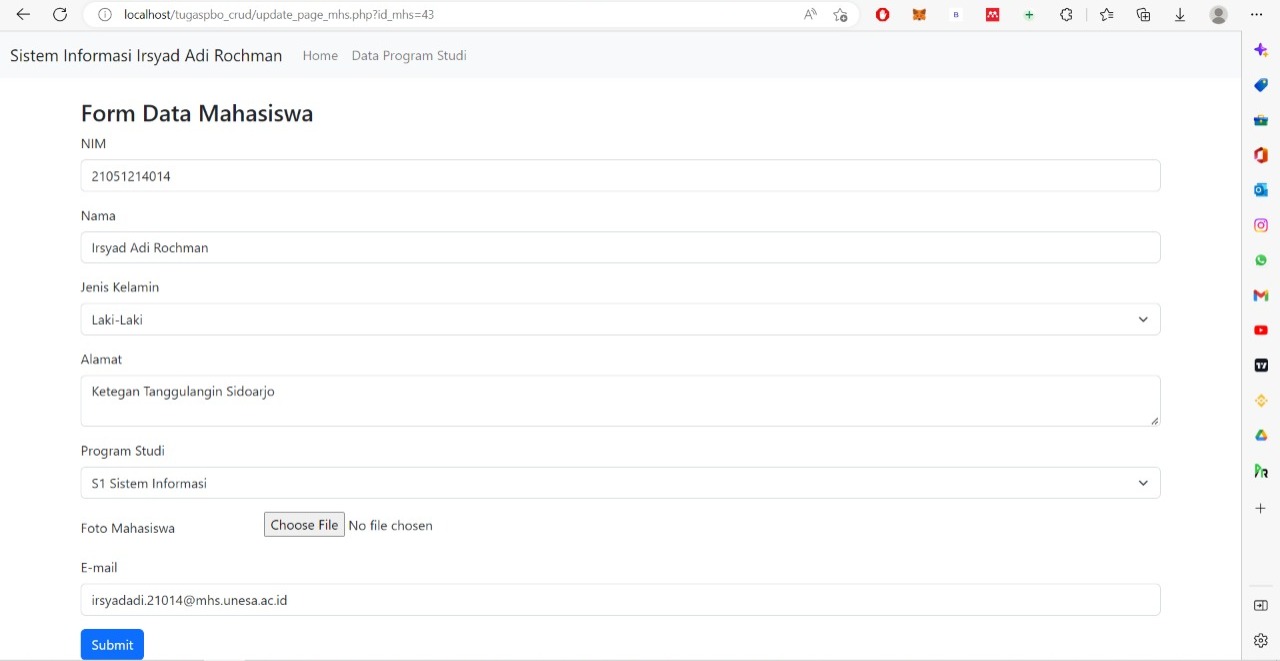 localhost/tugaspbo_crud/update_page_mhs.php?id_mhs=43
Sistem Informasi Irsyad Adi Rochman Home Data Program Studi
Form Data Mahasiswa
NIM
21051214014
Nama
Irsyad Adi Rochman
Jenis Kelamin
Laki-Laki
Alamat
Ketegan Tanggulangin Sidoarjo
Program Studi
S1 Sistem Informasi
Foto Mahasiswa Choose File No file chosen
E-mail
irsyadadi.21014@mhs.unesa.ac.id
Submit